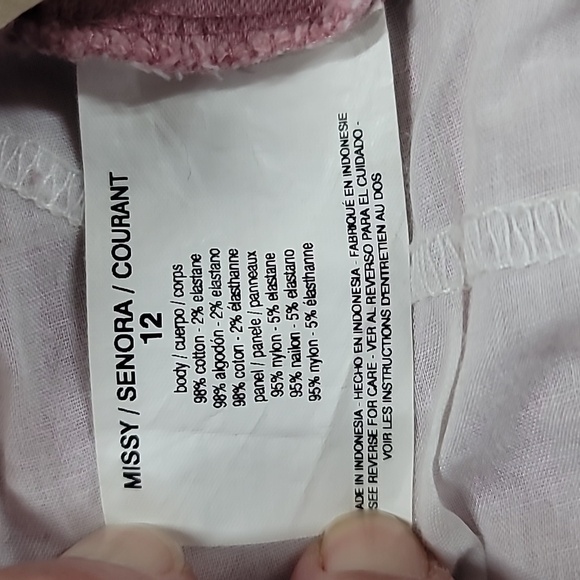 MISSY / SENORA / COURANT
12
body / cuerpo / corps
98% cotton - 2% elastane
98% algodón - 2% elastano
98% coton - 2% élasthanne
panel / panele / panneaux
95% nylon - 5% elastane
95% nailon - 5% elastano
95% nylon - 5% élasthanne
ADE IN INDONESIA - HECHO EN INDONESIA - FABRIQUÉ EN INDONESIE
SEE REVERSE FOR CARE - VER AL REVERSO PARA EL CUIDADO -
VOIR LES INSTRUCTIONS D'ENTRETIEN AU DOS